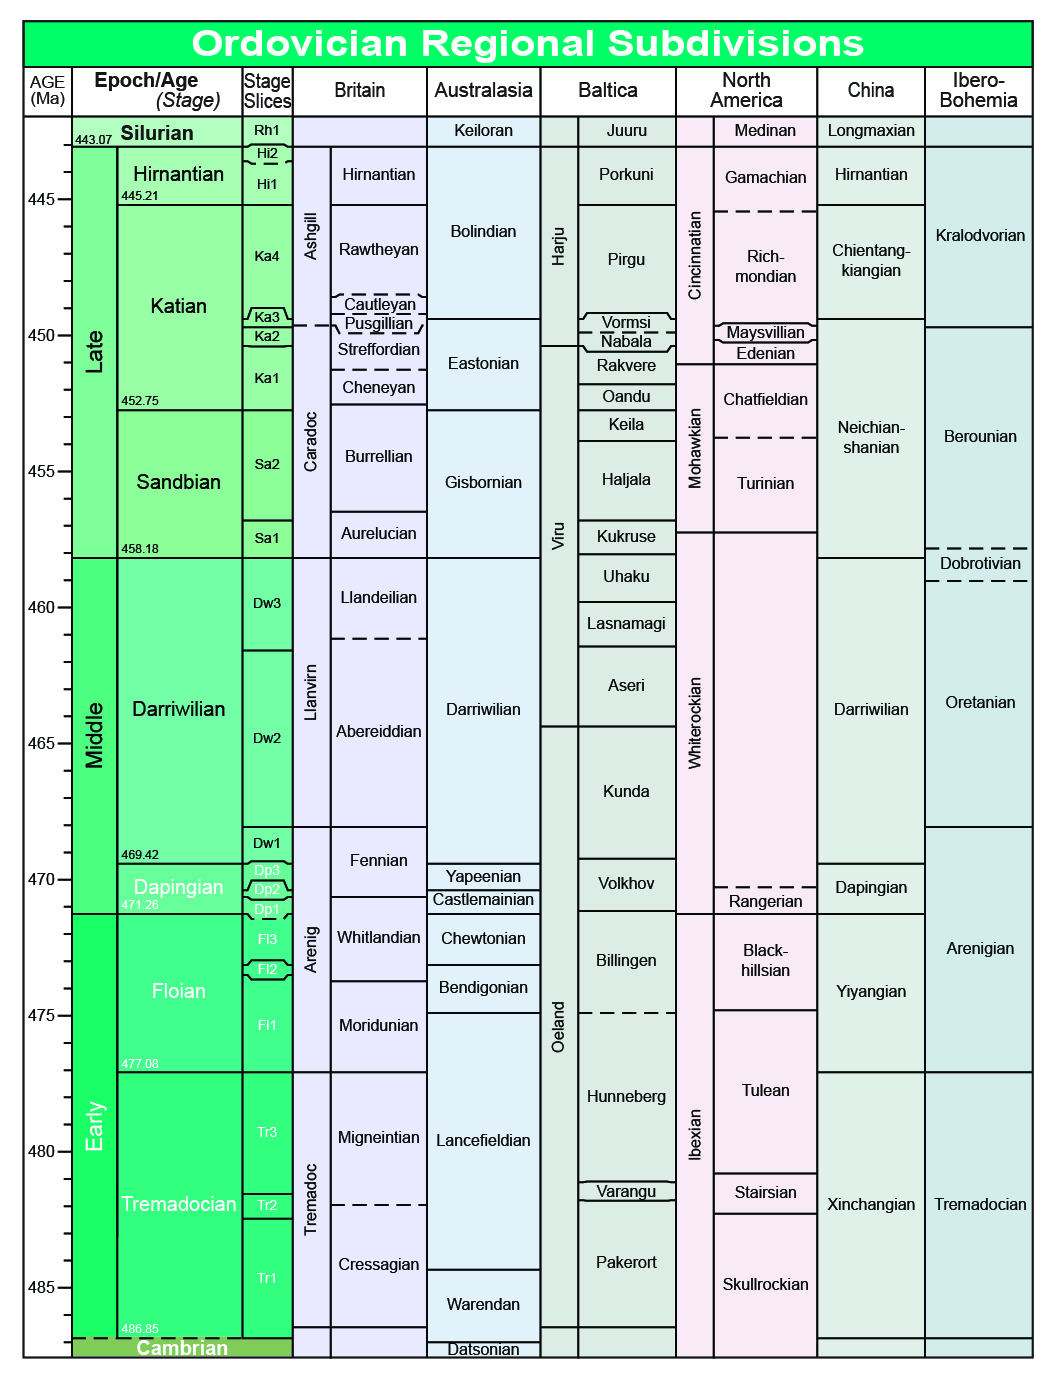 Ordovician Regional Subdivisions
AGE
(Ma)
Epoch/Age
(Stage)
Stage
Slices
Britain
Australasia
Baltica
North
America
China
Ibero-
Bohemia
445
450
455
460
465
470
475
480
485
Silurian
443.07
Late
Middle
Early
Hirnantian
445.21
Katian
452.75
Sandbian
458.18
Darriwilian
469.42
Dapingian
471.26
Floian
477.08
Tremadocian
486.85
Cambrian
Rh1
Hi2
Hi1
Ka4
Ka3
Ka2
Ka1
Sa2
Sa1
Dw3
Dw2
Dw1
Dp3
Dp2
Dp1
Fl3
Fl2
Fl1
Tr3
Tr2
Tr1
Ashgill
Caradoc
Llanvirn
Arenig
Tremadoc
Hirnantian
Rawtheyan
Cautleyan
Pusgillian
Streffordian
Cheneyan
Burrellian
Aurelucian
Llandeilian
Abereiddian
Fennian
Whitlandian
Moridunian
Migneintian
Cressagian
Keiloran
Bolindian
Eastonian
Gisbornian
Darriwilian
Yapeenian
Castlemainian
Chewtonian
Bendigonian
Lancefieldian
Warendan
Datsonian
Harju
Viru
Oeland
Juuru
Porkuni
Pirgu
Vormsi
Nabala
Rakvere
Oandu
Keila
Haljala
Kukruse
Uhaku
Lasnamagi
Aseri
Kunda
Volkhov
Billingen
Hunneberg
Varangu
Pakerort
Cincinnatian
Mohawkian
Whiterockian
Ibexian
Medinan
Gamachian
Rich-
mondian
Maysvillian
Edenian
Chatfieldian
Turinian
Rangerian
Black-
hillsian
Tulean
Stairsian
Skullrockian
Longmaxian
Hirnantian
Chientang-
kiangian
Neichian-
shanian
Darriwilian
Dapingian
Yiyangian
Xinchangian
Kralodvorian
Berounian
Dobrotivian
Oretanian
Arenigian
Tremadocian